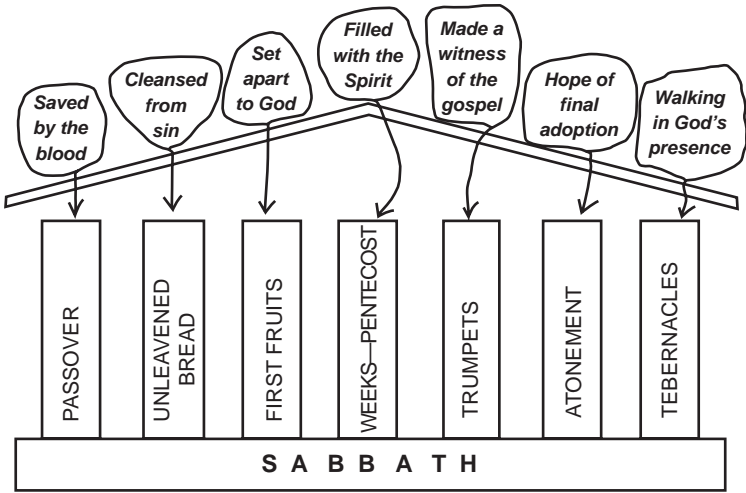 Saved
by the
blood
Cleansed
from
sin
Set
apart
to God
Filled
with the
Spirit
Made a
witness
of the
gospel
Hope of
final
adoption
Walking
in God's
presence
PASSOVER
UNLEAVENED
BREAD
FIRST FRUITS
WEEKS—PENTECOST
TRUMPETS
ATONEMENT
TEBERNACLES
SABBATH